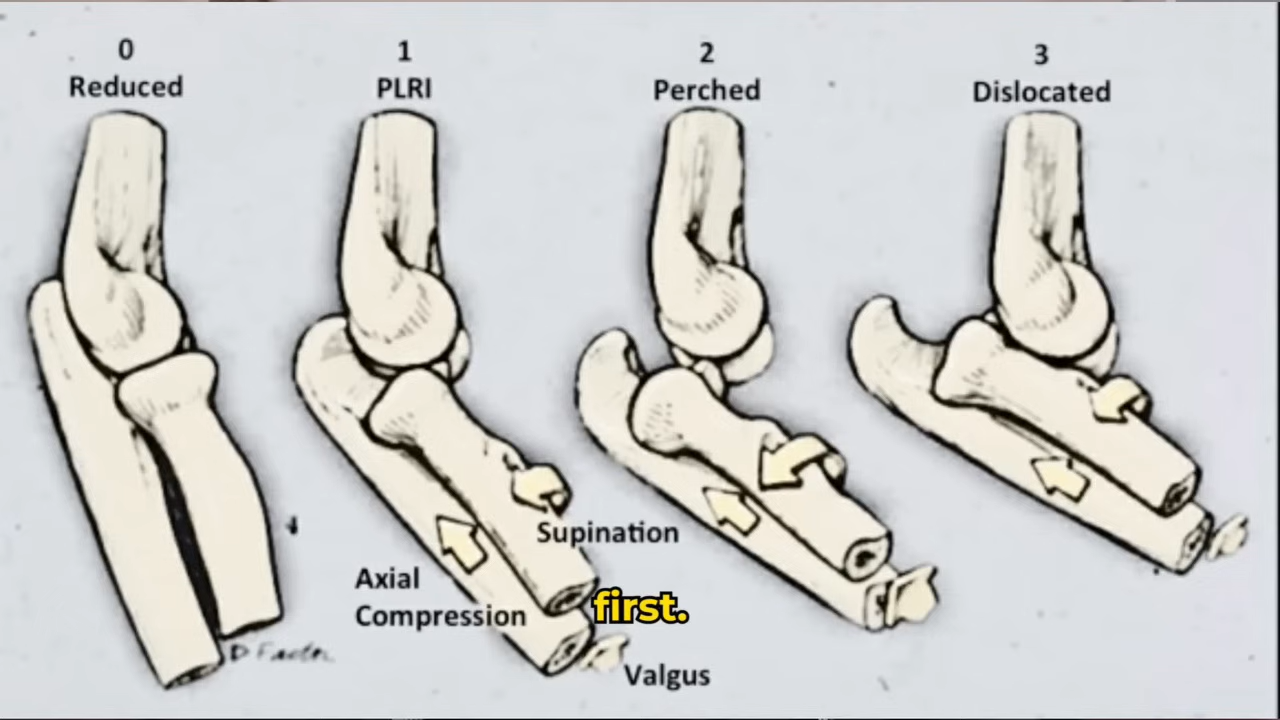 0
Reduced
1
PLRI
2
Perched
3
Dislocated
Supination
Axial
Compression
first.
Valgus